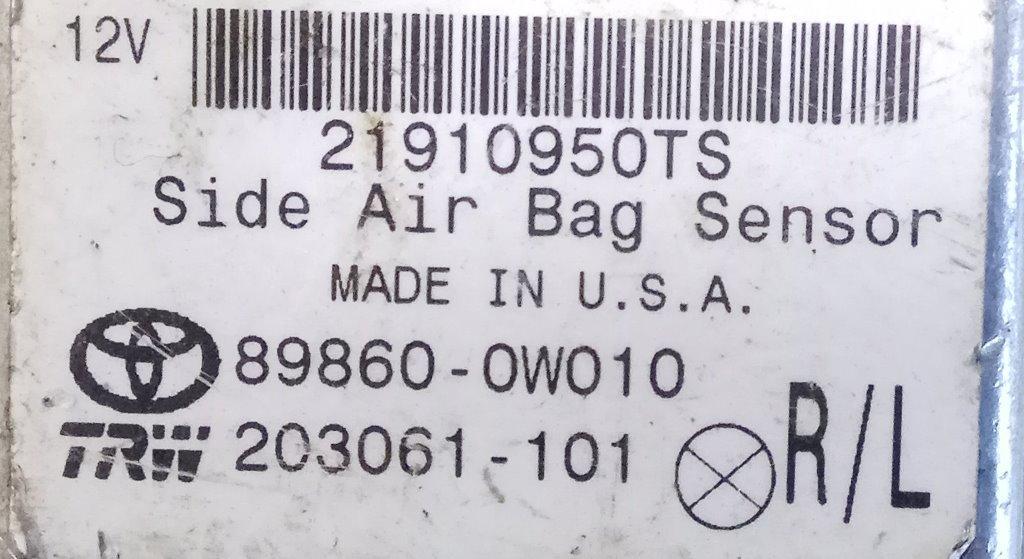 12V
21910950TS
Side Air Bag Sensor
MADE IN U.S.A.
89860-0W010
TRW 203061-101 R/L